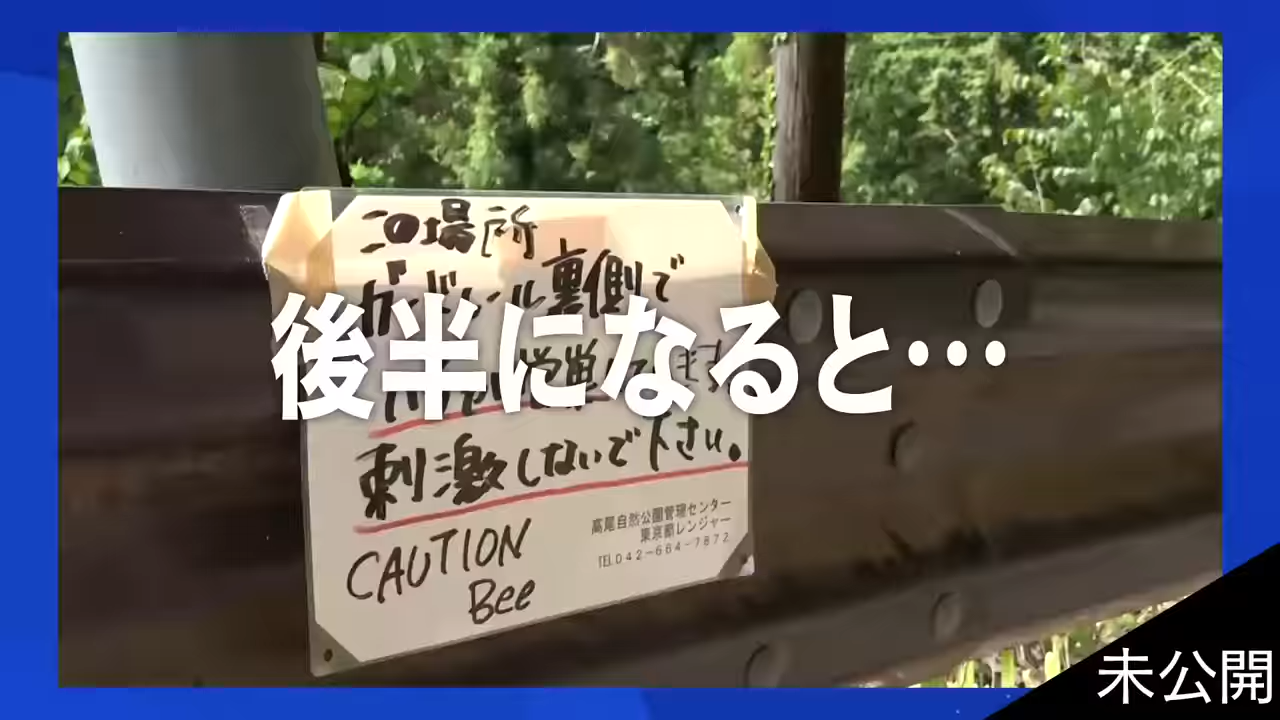 この場所
ガードレール裏側で
後半になると…
刺激しないで下さい。
CAUTION
Bee
高尾自然公園管理センター
東京都レンジャー
TEL042-664-7872
未公開